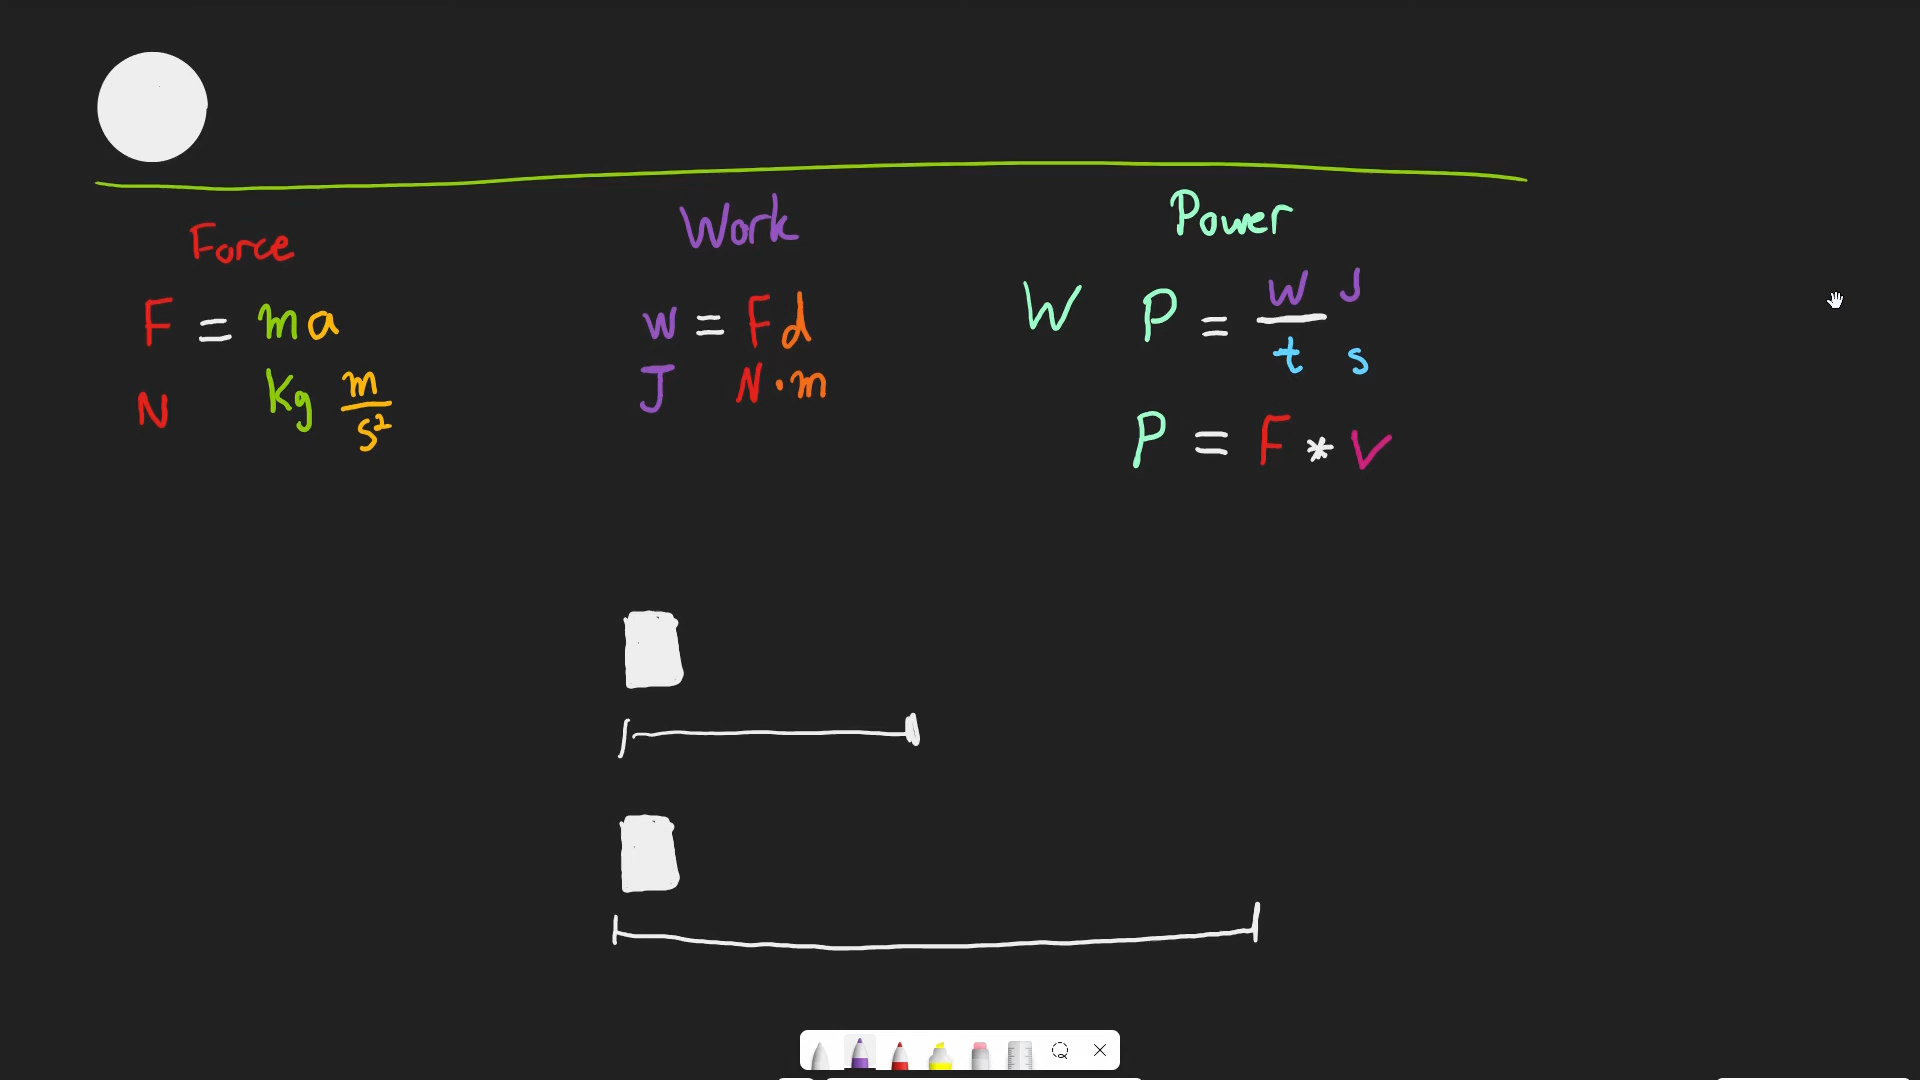 Force
Work
Power
F = ma
N Kg m/s²
w = Fd
J N·m
W P = W/t J/s
P = F * V